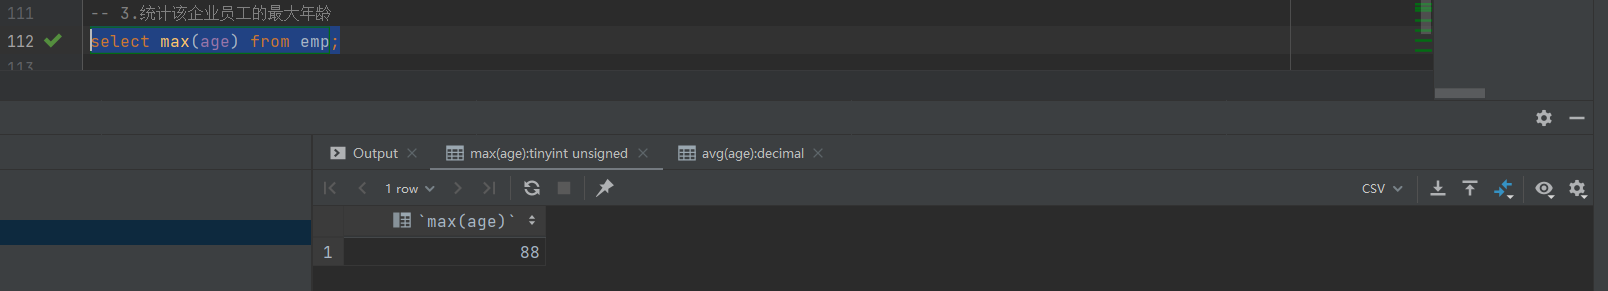 111 -- 3.统计该企业员工的最大年龄
112 select max(age) from emp;
113
Output max(age):tinyint unsigned avg(age):decimal
1 row CSV
`max(age)`
1 88